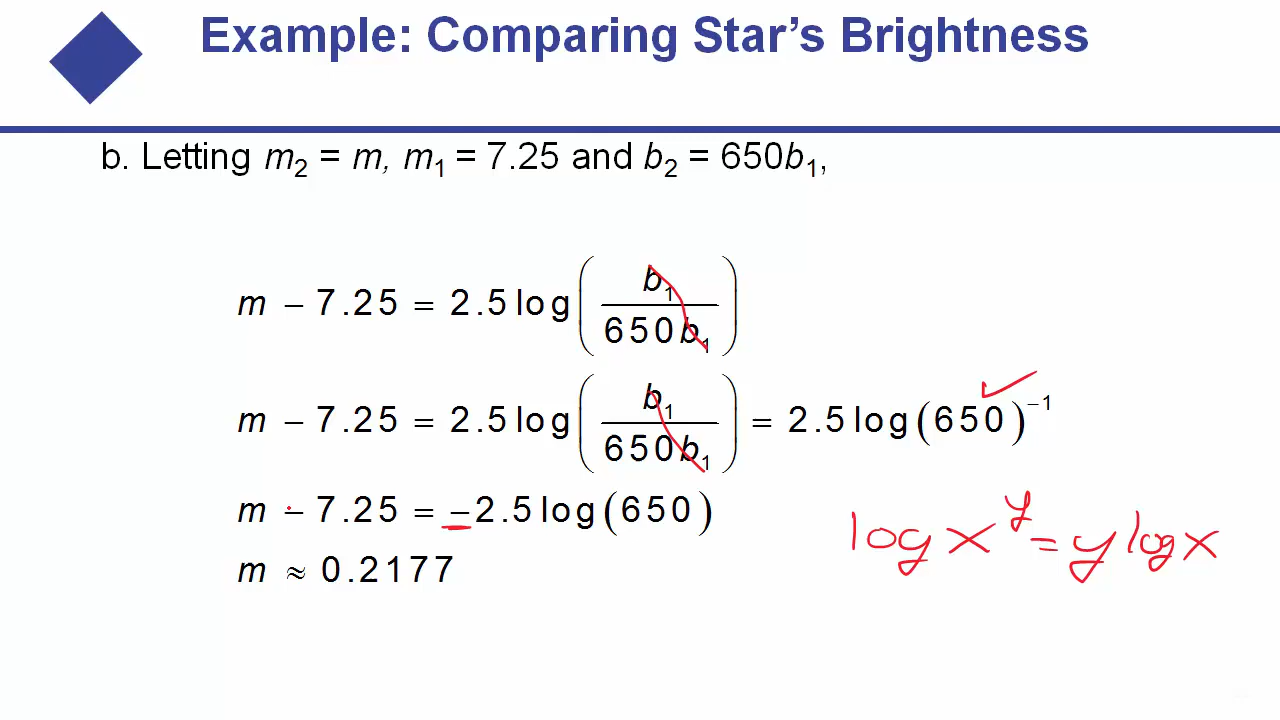 Example: Comparing Star’s Brightness
b. Letting m₂ = m, m₁ = 7.25 and b₂ = 650b₁,
m − 7.25 = 2.5 log(b₁ / 650b₁)
m − 7.25 = 2.5 log(b₁ / 650b₁) = 2.5 log(650)⁻¹
m − 7.25 = −2.5 log(650)
log x^y = y log x
m ≈ 0.2177